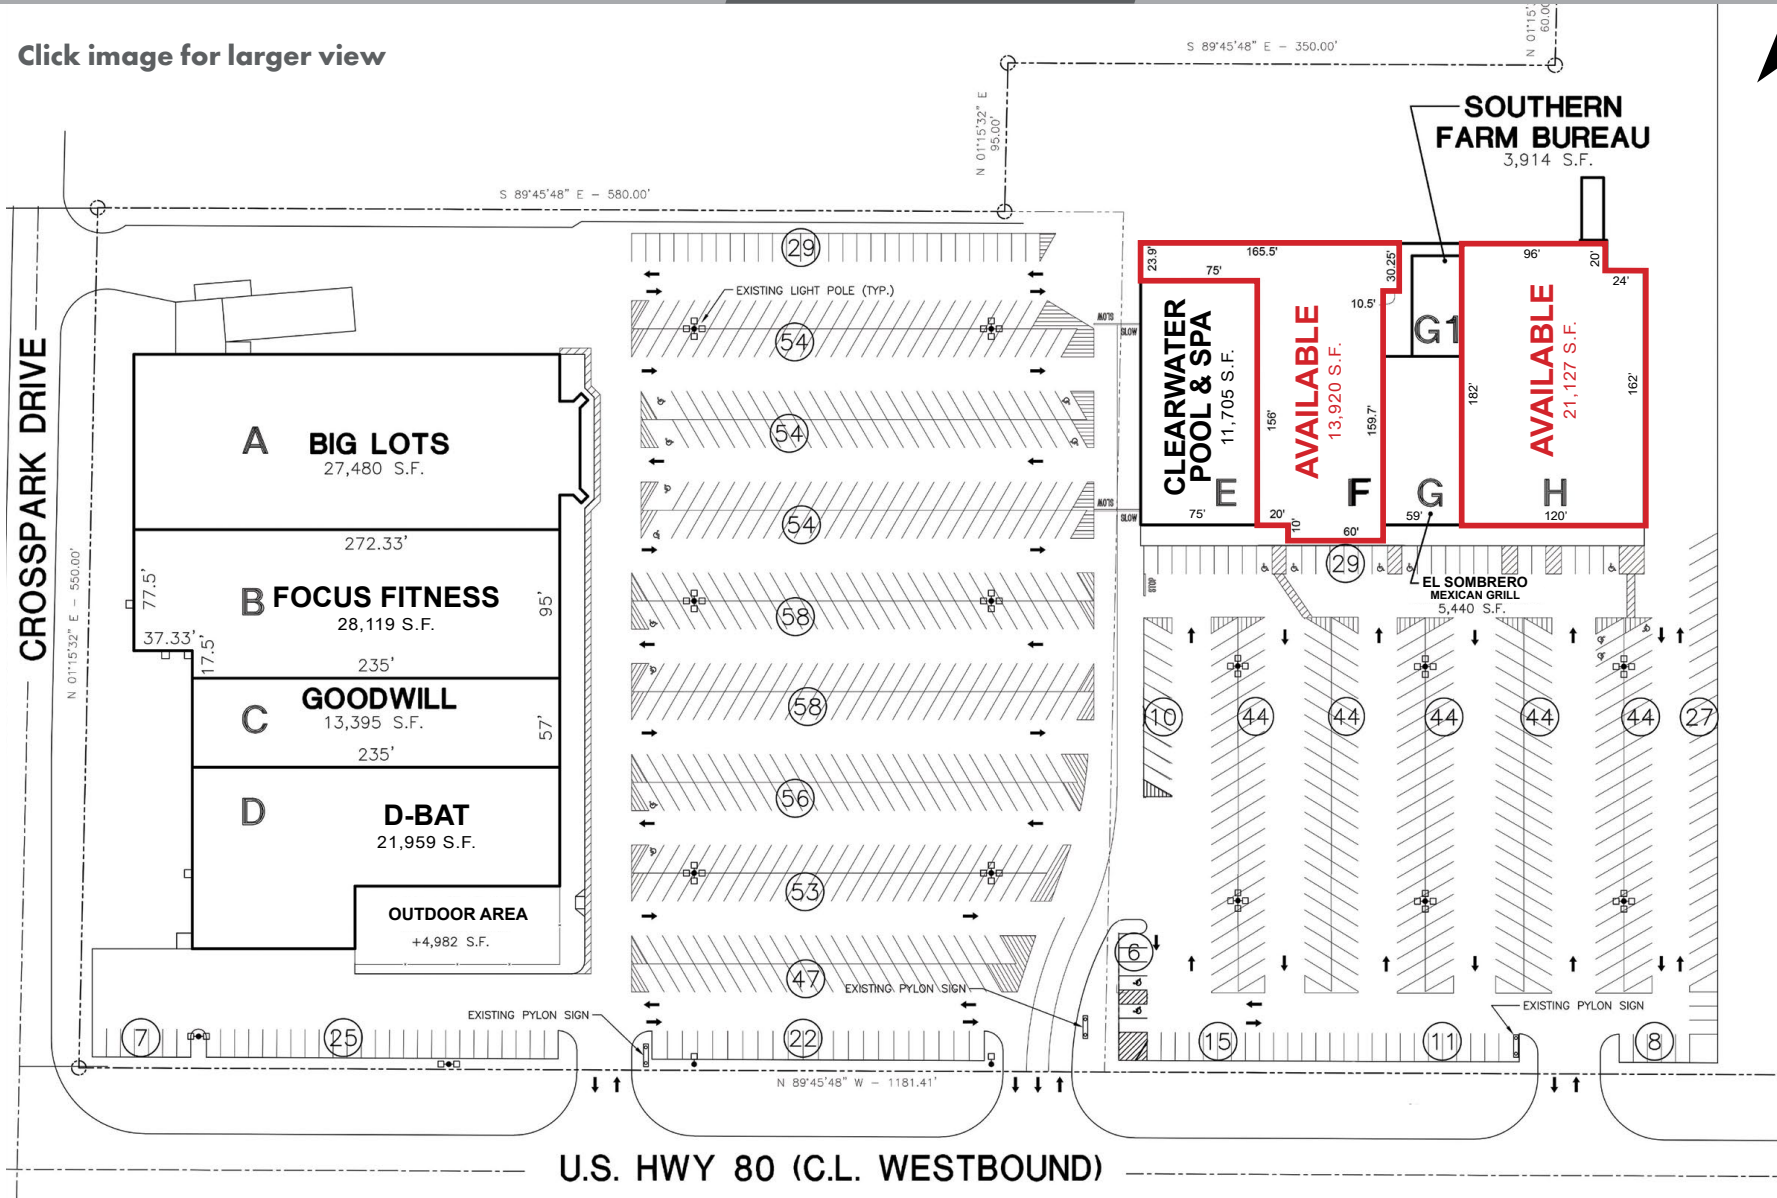 Click image for larger view
S 89°45'48" E – 350.00'
N 01°15'32" E
95.00'
S 89°45'48" E – 580.00'
SOUTHERN
FARM BUREAU
3,914 S.F.
CROSSPARK DRIVE
N 01°15'32" E – 550.00'
A
BIG LOTS
27,480 S.F.
272.33'
77.5'
B
FOCUS FITNESS
28,119 S.F.
95'
37.33'
17.5'
235'
C
GOODWILL
13,395 S.F.
57'
235'
D
D-BAT
21,959 S.F.
OUTDOOR AREA
+4,982 S.F.
29
EXISTING LIGHT POLE (TYP.)
54
54
54
58
58
56
53
47
EXISTING PYLON SIGN
EXISTING PYLON SIGN
7
25
22
N 89°45'48" W – 1181.41'
SLOW
SLOW
SLOW
SLOW
STOP
23.9'
165.5'
75'
30.25'
10.5'
CLEARWATER
POOL & SPA
11,705 S.F.
E
75'
156'
AVAILABLE
13,920 S.F.
159.7'
F
20'
10'
60'
G1
G
59'
96'
20'
24'
182'
AVAILABLE
21,127 S.F.
162'
H
120'
29
EL SOMBRERO
MEXICAN GRILL
5,440 S.F.
10
44
44
44
44
44
27
6
EXISTING PYLON SIGN
15
11
8
U.S. HWY 80 (C.L. WESTBOUND)